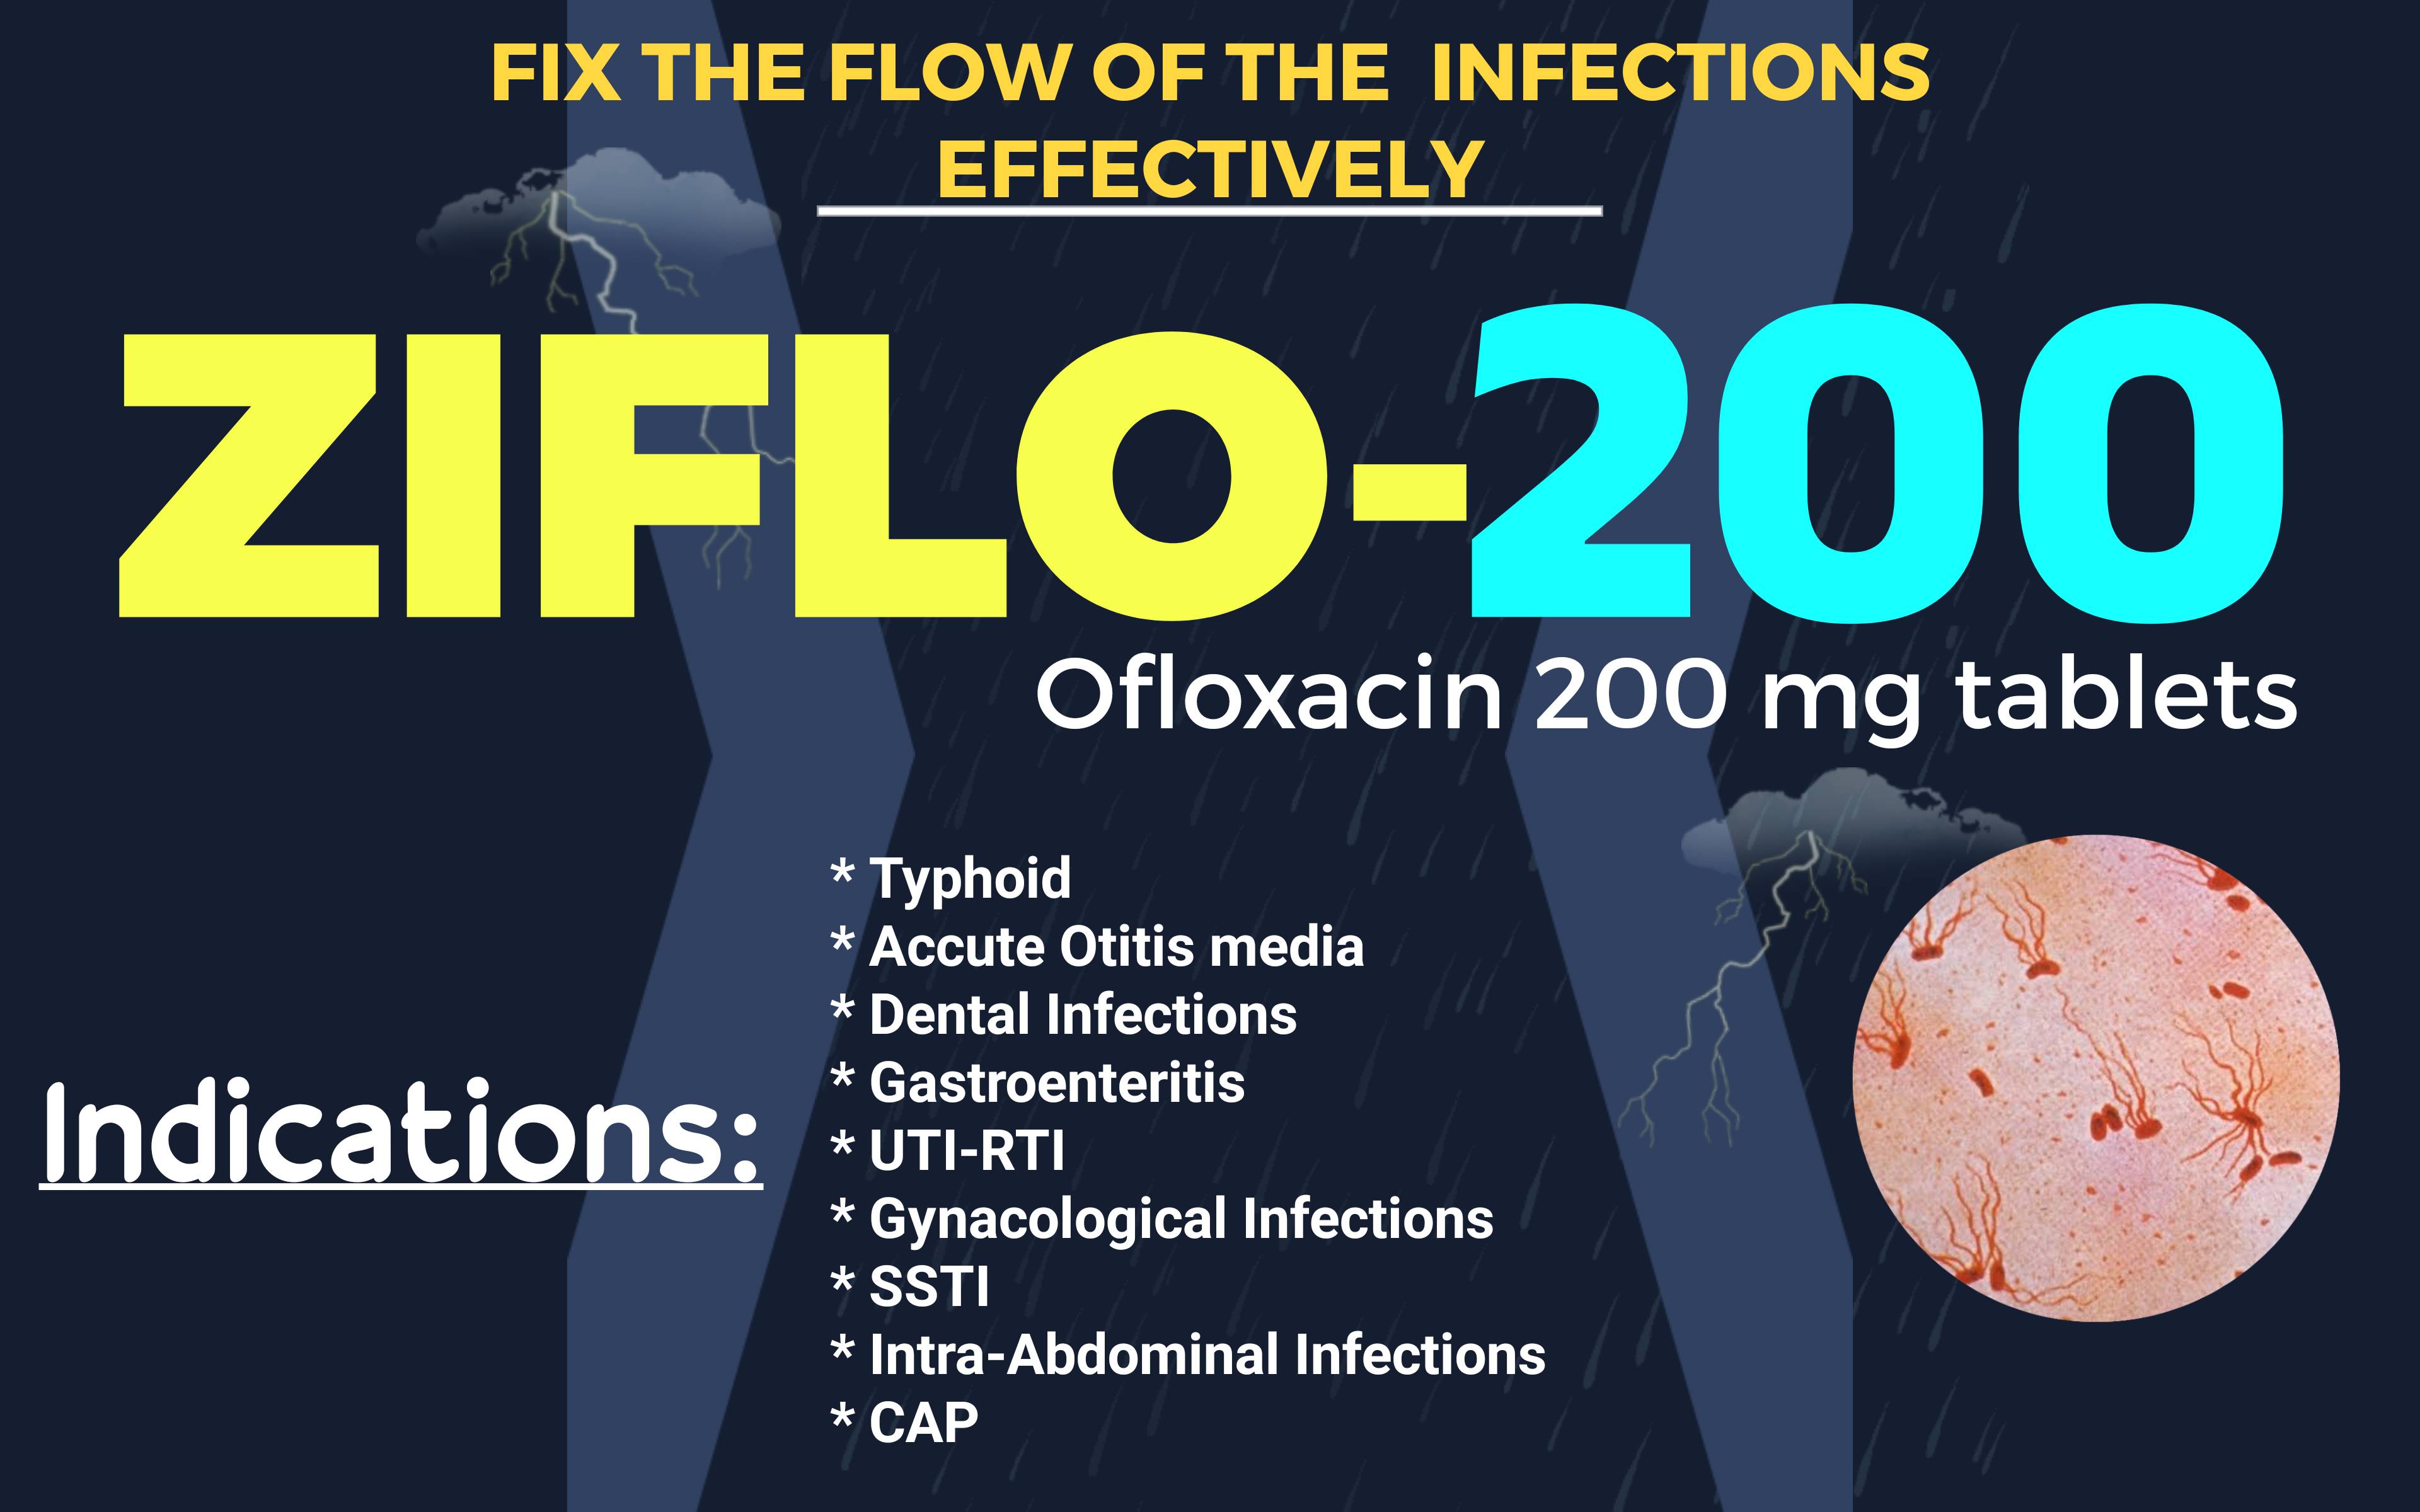 FIX THE FLOW OF THE INFECTIONS
EFFECTIVELY
ZIFLO-200
Ofloxacin 200 mg tablets
Indications:
* Typhoid
* Accute Otitis media
* Dental Infections
* Gastroenteritis
* UTI-RTI
* Gynacological Infections
* SSTI
* Intra-Abdominal Infections
* CAP